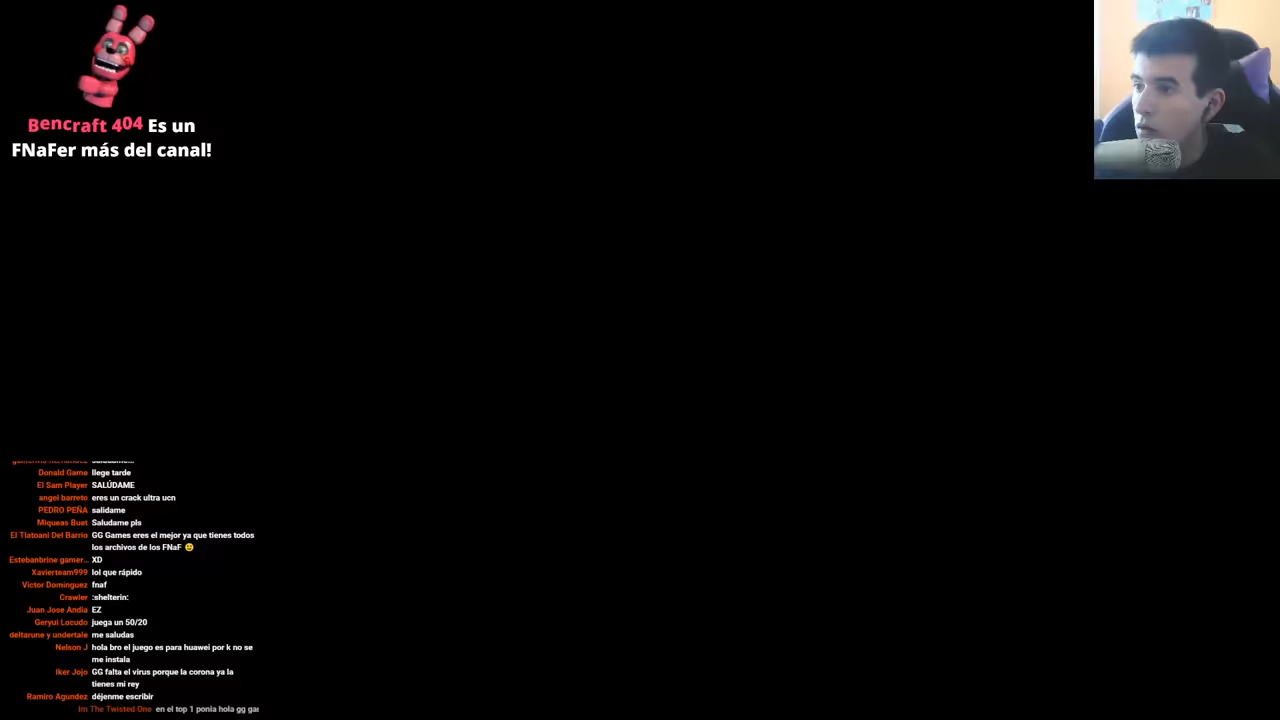 Bencraft 404 Es un
FNaFer más del canal!
Donald Game llege tarde
El Sam Player SALÚDAME
angel barreto eres un crack ultra ucn
PEDRO PEÑA salidame
Miqueas Buet Saludame pls
El Tlatoani Del Barrio GG Games eres el mejor ya que tienes todos
los archivos de los FNaF 😃
Estebanbrine gamer... XD
Xavierteam999 lol que rápido
Victor Dominguez fnaf
Crawler :shelterin:
Juan Jose Andia EZ
Geryui Locudo juega un 50/20
deltarune y undertale me saludas
Nelson J hola bro el juego es para huawei por k no se
me instala
Iker Jojo GG falta el virus porque la corona ya la
tienes mi rey
Ramiro Agundez déjenme escribir
Im The Twisted One en el top 1 ponia hola gg